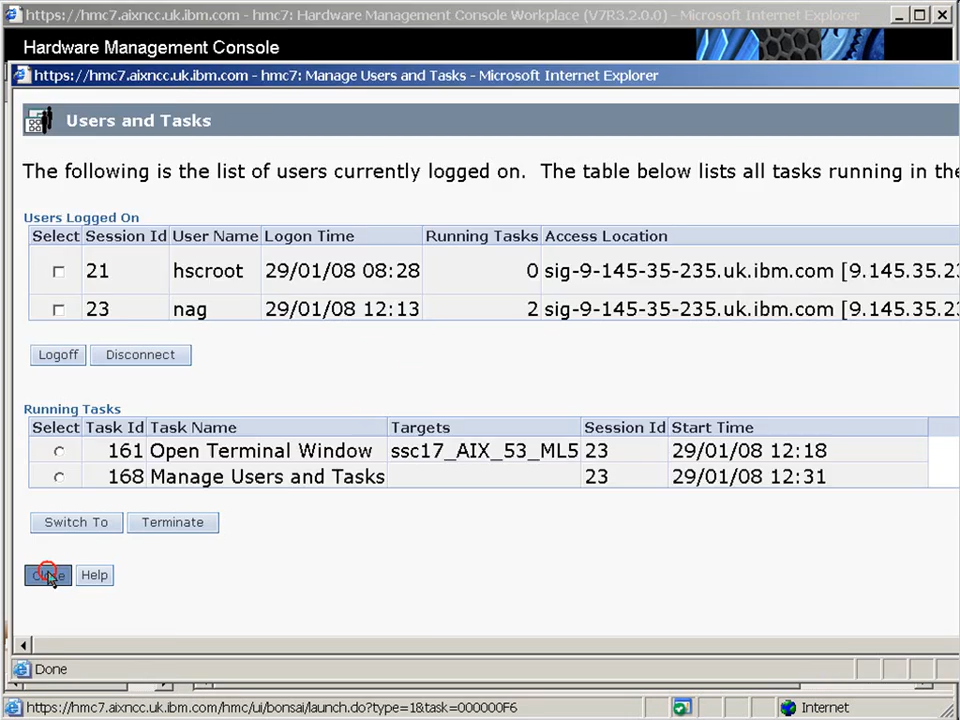 https://hmc7.aixncc.uk.ibm.com - hmc7: Hardware Management Console Workplace (V7R3.2.0.0) - Microsoft Internet Explorer
Hardware Management Console
https://hmc7.aixncc.uk.ibm.com - hmc7: Manage Users and Tasks - Microsoft Internet Explorer
Users and Tasks
The following is the list of users currently logged on. The table below lists all tasks running in the
Users Logged On
Select Session Id User Name Logon Time Running Tasks Access Location
21 hscroot 29/01/08 08:28 0 sig-9-145-35-235.uk.ibm.com [9.145.35.23
23 nag 29/01/08 12:13 2 sig-9-145-35-235.uk.ibm.com [9.145.35.23
Logoff Disconnect
Running Tasks
Select Task Id Task Name Targets Session Id Start Time
161 Open Terminal Window ssc17_AIX_53_ML5 23 29/01/08 12:18
168 Manage Users and Tasks 23 29/01/08 12:31
Switch To Terminate
Close Help
Done
https://hmc7.aixncc.uk.ibm.com/hmc/ui/bonsai/launch.do?type=1&task=000000F6 Internet